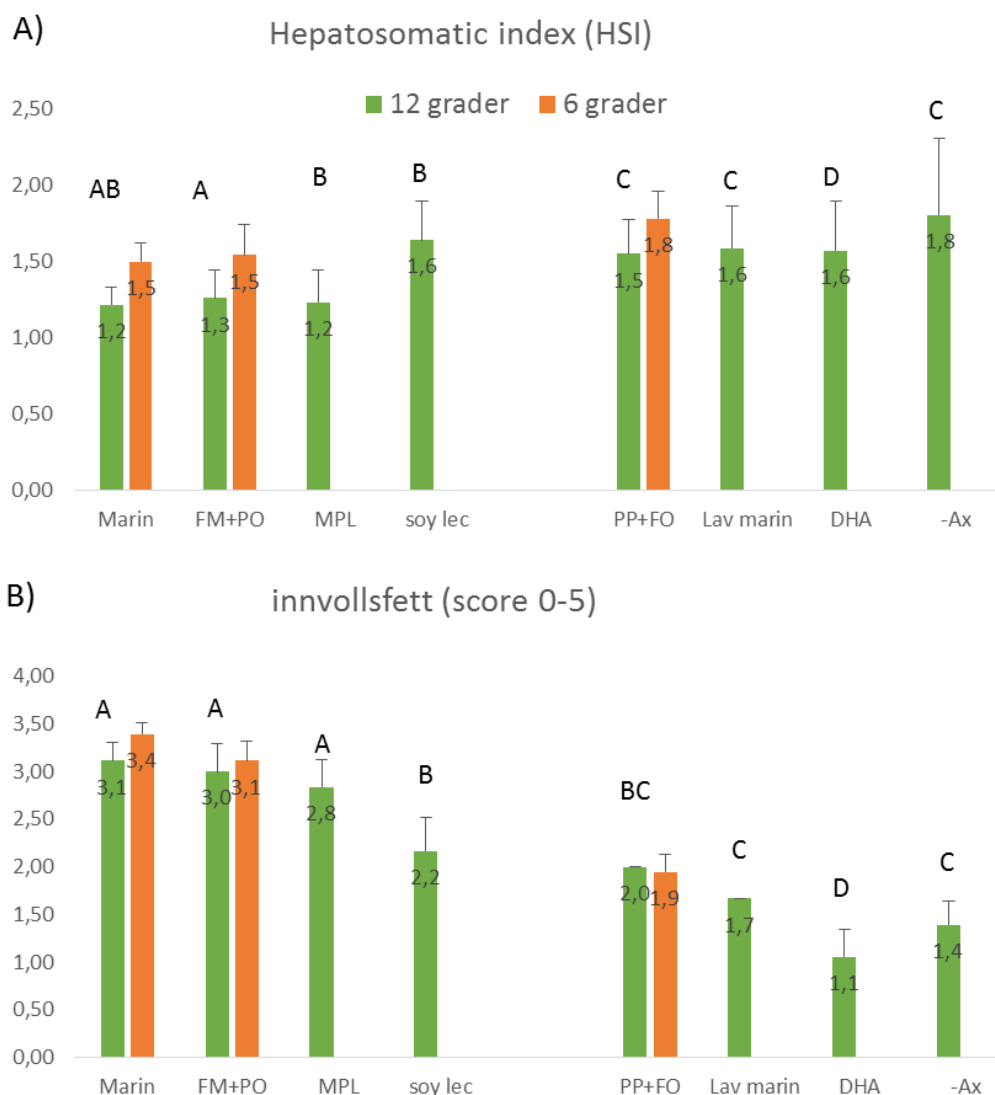 A)
Hepatosomatic index (HSI)
12 grader 6 grader
2,50
2,00
1,50
1,00
0,50
0,00
AB A B B C C D C
1,2 1,5 1,3 1,5 1,2 1,6 1,5 1,8 1,6 1,6 1,8
Marin FM+PO MPL soy lec PP+FO Lav marin DHA -Ax
B)
innvollsfett (score 0-5)
4,00
3,50
3,00
2,50
2,00
1,50
1,00
0,50
0,00
A A A B BC C D C
3,1 3,4 3,0 3,1 2,8 2,2 2,0 1,9 1,7 1,1 1,4
Marin FM+PO MPL soy lec PP+FO Lav marin DHA -Ax